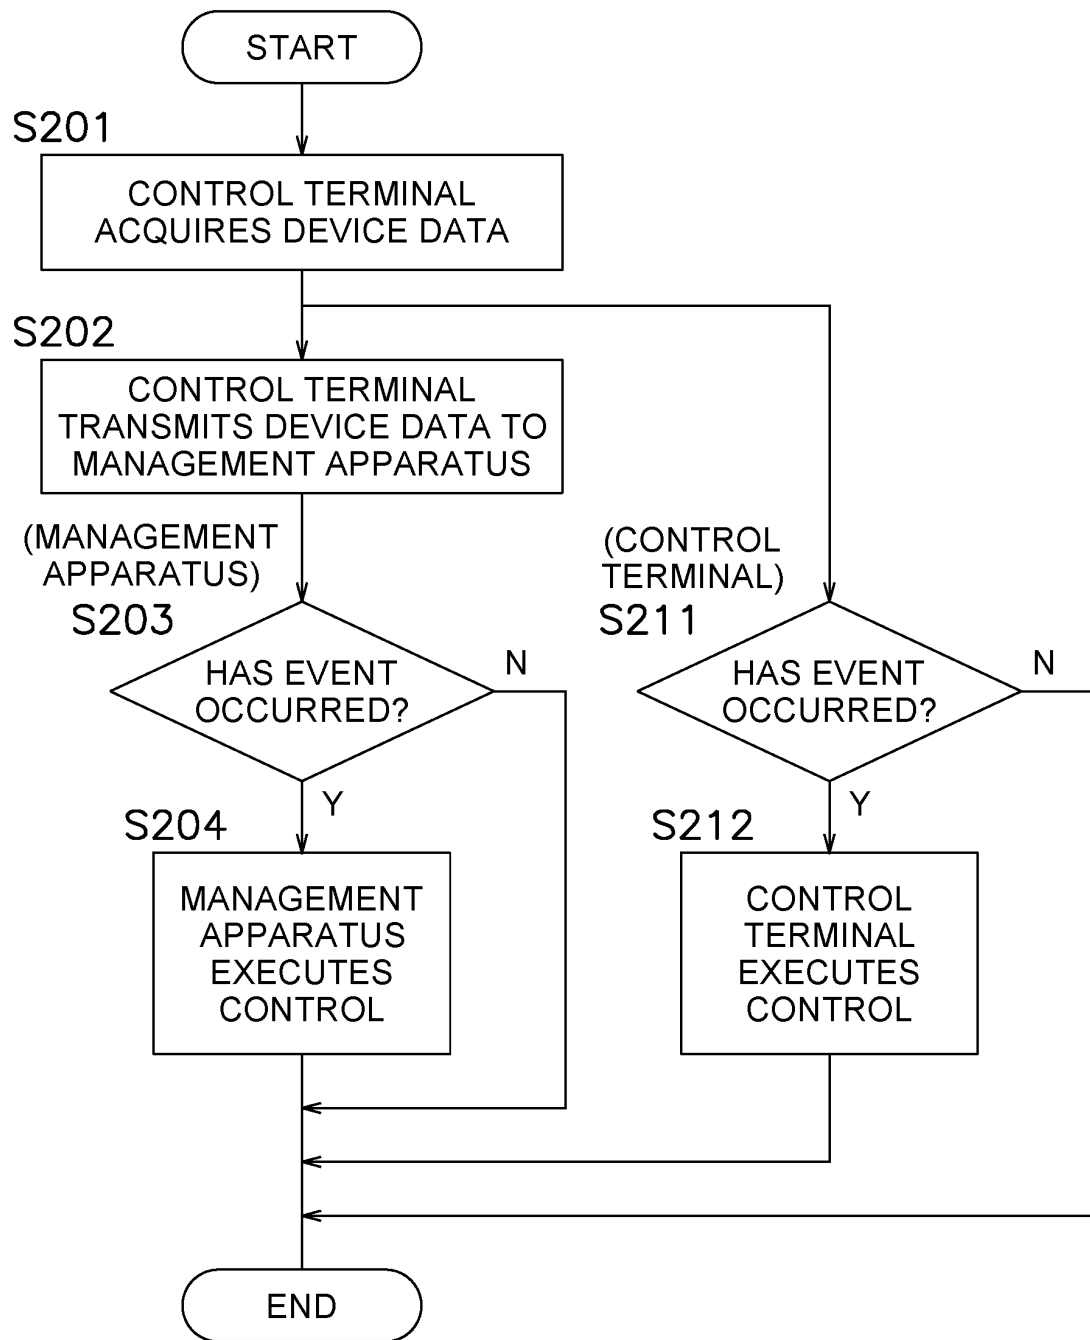 START
S201
CONTROL TERMINAL
ACQUIRES DEVICE DATA
S202
CONTROL TERMINAL
TRANSMITS DEVICE DATA TO
MANAGEMENT APPARATUS
(MANAGEMENT
APPARATUS)
S203
HAS EVENT
OCCURRED?
N
Y
S204
MANAGEMENT
APPARATUS
EXECUTES
CONTROL
(CONTROL
TERMINAL)
S211
HAS EVENT
OCCURRED?
N
Y
S212
CONTROL
TERMINAL
EXECUTES
CONTROL
END